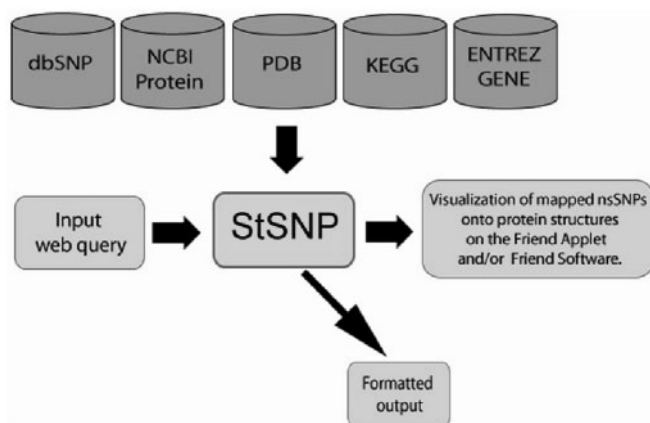 dbSNP
NCBI
Protein
PDB
KEGG
ENTREZ
GENE
Input
web query
StSNP
Visualization of mapped nsSNPs
onto protein structures
on the Friend Applet
and/or Friend Software.
Formatted
output